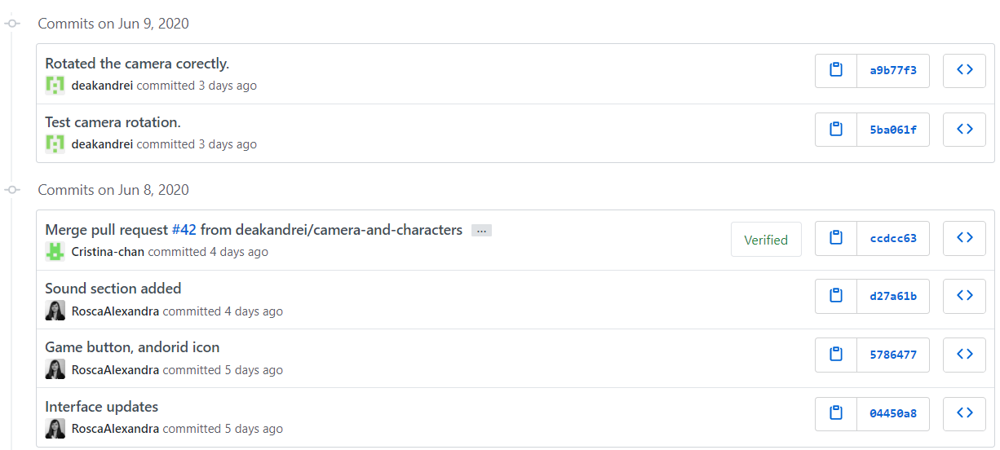 Commits on Jun 9, 2020
Rotated the camera corectly.
deakandrei committed 3 days ago
a9b77f3
Test camera rotation.
deakandrei committed 3 days ago
5ba061f
Commits on Jun 8, 2020
Merge pull request #42 from deakandrei/camera-and-characters ...
Cristina-chan committed 4 days ago
Verified
ccdcc63
Sound section added
RoscaAlexandra committed 4 days ago
d27a61b
Game button, andorid icon
RoscaAlexandra committed 5 days ago
5786477
Interface updates
RoscaAlexandra committed 5 days ago
04450a8